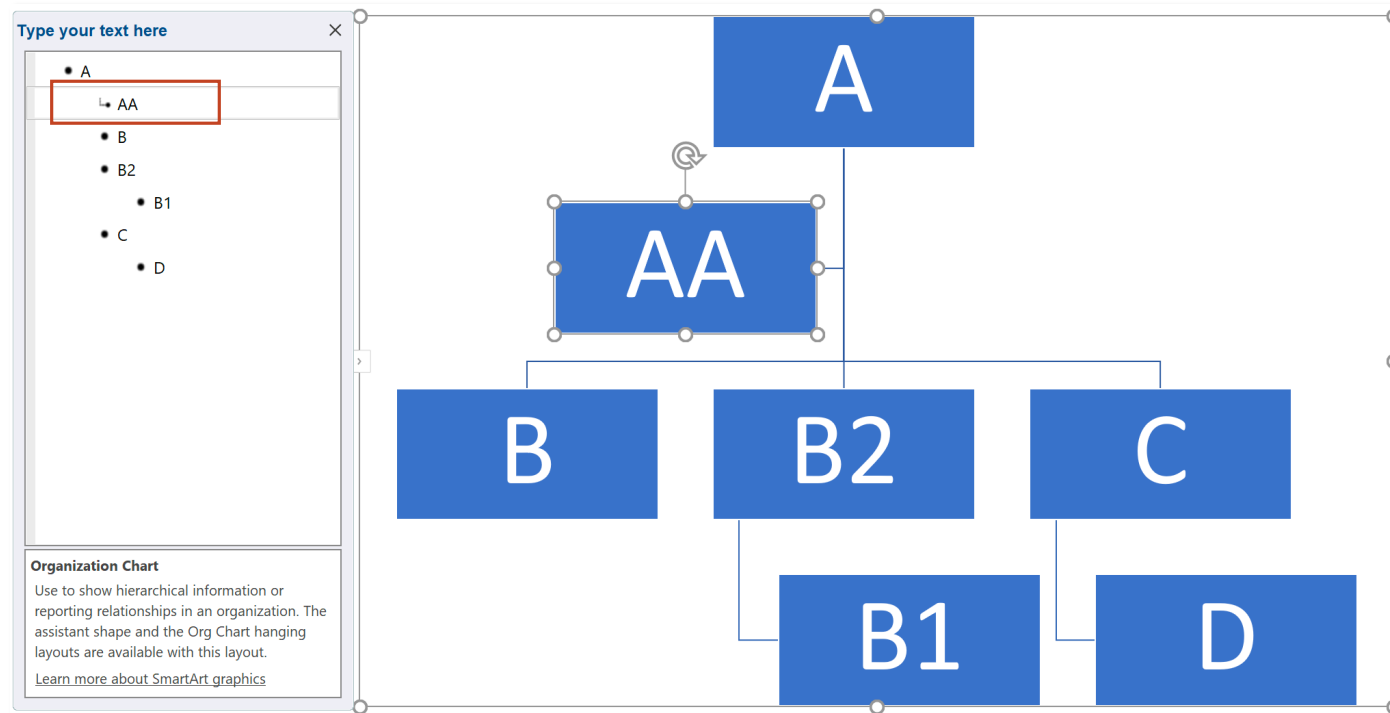 Type your text here
A
AA
B
B2
B1
C
D
Organization Chart
Use to show hierarchical information or
reporting relationships in an organization. The
assistant shape and the Org Chart hanging
layouts are available with this layout.
Learn more about SmartArt graphics
A
AA
B B2 C
B1 D